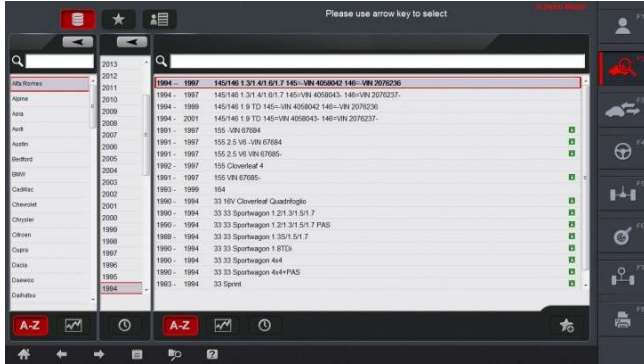 Please use arrow key to select
Alfa Romeo
Alpine
Asia
Audi
Austin
Bedford
BMW
Cadillac
Chevrolet
Chrysler
Citroen
Cupra
Dacia
Daewoo
Daihatsu
A-Z
2013
2012
2011
2010
2009
2008
2007
2006
2005
2004
2003
2002
2001
2000
1999
1998
1997
1996
1995
1994
1994 - 1997 145/146 1.3/1.4/1.6/1.7 145=-VIN 4058042 146=-VIN 2076236
1994 - 1997 145/146 1.3/1.4/1.6/1.7 145=VIN 4058043- 146=VIN 2076237-
1994 - 1999 145/146 1.9 TD 145=-VIN 4058042 146=-VIN 2076236
1994 - 2001 145/146 1.9 TD 145=VIN 4058043- 146=VIN 2076237-
1991 - 1997 155 -VIN 67684
1991 - 1997 155 2.5 V6 -VIN 67684
1991 - 1997 155 2.5 V6 VIN 67685-
1992 - 1997 155 Cloverleaf 4
1991 - 1997 155 VIN 67685-
1993 - 1999 164
1990 - 1994 33 16V Cloverleaf Quadrifoglio
1990 - 1994 33 33 Sportwagon 1.2/1.3/1.5/1.7
1990 - 1994 33 33 Sportwagon 1.2/1.3/1.5/1.7 PAS
1988 - 1990 33 33 Sportwagon 1.3S/1.5/1.7
1990 - 1994 33 33 Sportwagon 1.8TDi
1990 - 1994 33 33 Sportwagon 4x4
1990 - 1994 33 33 Sportwagon 4x4+PAS
1983 - 1994 33 Sprint
A-Z